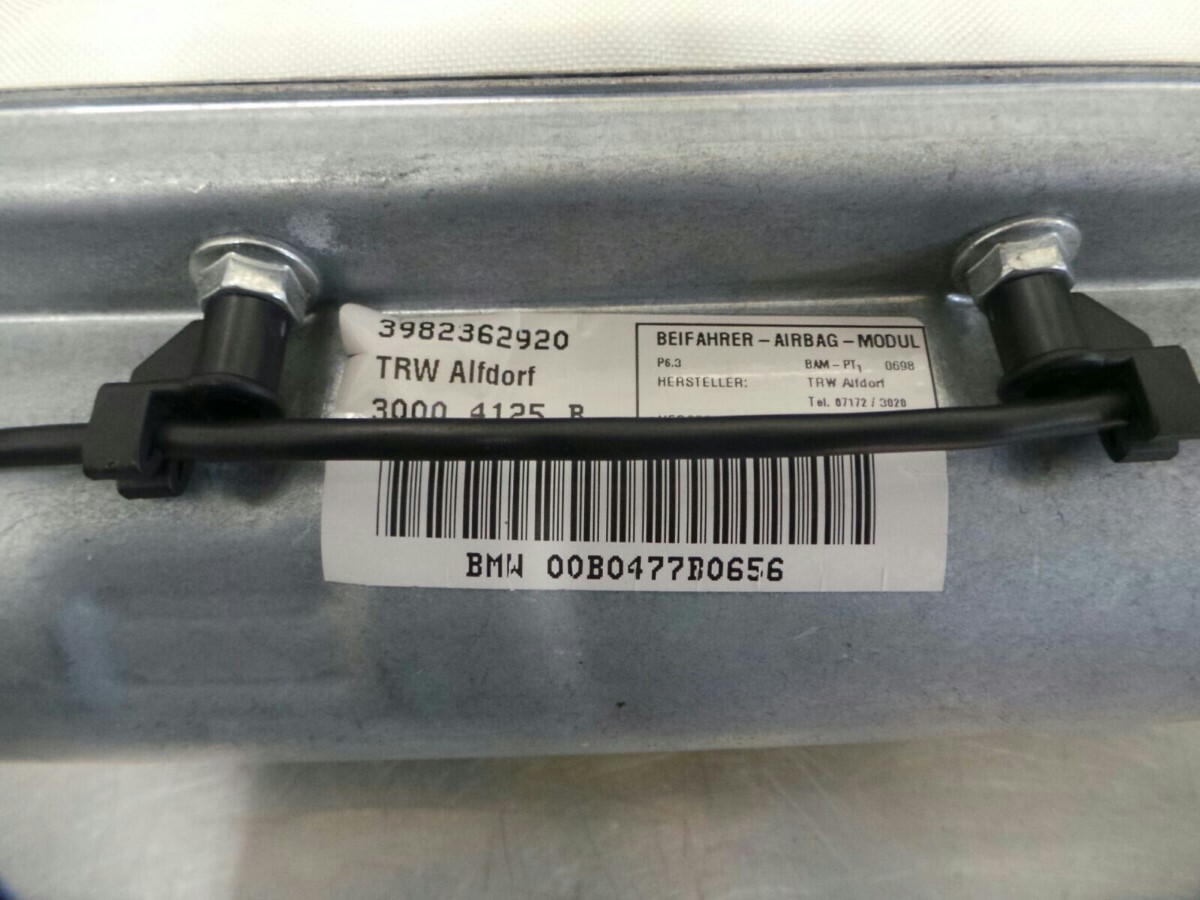 3982362920
TRW Alfdorf
3000 4125 B
BEIFAHRER-AIRBAG-MODUL
P6.3 BAM-PT1 0698
HERSTELLER: TRW Alfdorf
Tel. 07172 / 3020
BMW 00B0477B0656